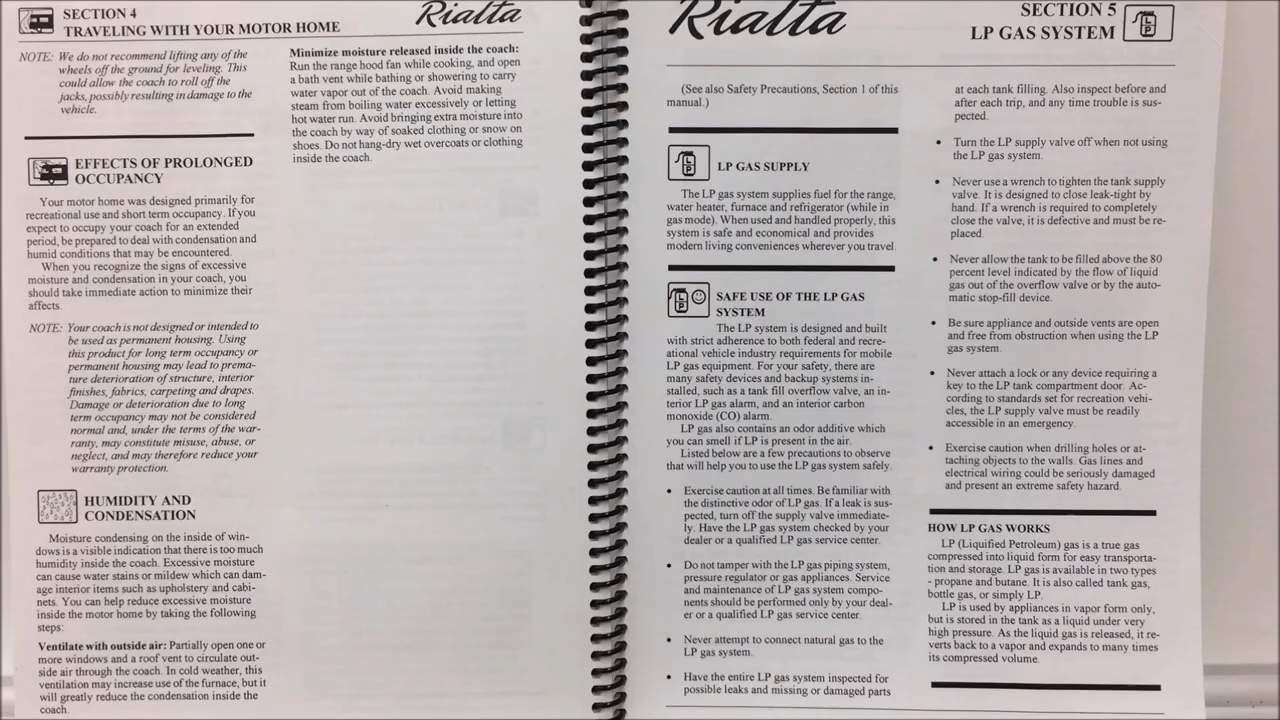 SECTION 4
TRAVELING WITH YOUR MOTOR HOME
Rialta
NOTE: We do not recommend lifting any of the
wheels off the ground for leveling. This
could allow the coach to roll off the
jacks, possibly resulting in damage to the
vehicle.
EFFECTS OF PROLONGED
OCCUPANCY
Your motor home was designed primarily for
recreational use and short term occupancy. If you
expect to occupy your coach for an extended
period, be prepared to deal with condensation and
humid conditions that may be encountered.
When you recognize the signs of excessive
moisture and condensation in your coach, you
should take immediate action to minimize their
affects.
NOTE: Your coach is not designed or intended to
be used as permanent housing. Using
this product for long term occupancy or
permanent housing may lead to prema-
ture deterioration of structure, interior
finishes, fabrics, carpeting and drapes.
Damage or deterioration due to long
term occupancy may not be considered
normal and, under the terms of the war-
ranty, may constitute misuse, abuse, or
neglect, and may therefore reduce your
warranty protection.
HUMIDITY AND
CONDENSATION
Moisture condensing on the inside of win-
dows is a visible indication that there is too much
humidity inside the coach. Excessive moisture
can cause water stains or mildew which can dam-
age interior items such as upholstery and cabi-
nets. You can help reduce excessive moisture
inside the motor home by taking the following
steps:
Ventilate with outside air: Partially open one or
more windows and a roof vent to circulate out-
side air through the coach. In cold weather, this
ventilation may increase use of the furnace, but it
will greatly reduce the condensation inside the
coach.
Minimize moisture released inside the coach:
Run the range hood fan while cooking, and open
a bath vent while bathing or showering to carry
water vapor out of the coach. Avoid making
steam from boiling water excessively or letting
hot water run. Avoid bringing extra moisture into
the coach by way of soaked clothing or snow on
shoes. Do not hang-dry wet overcoats or clothing
inside the coach.
Rialta
SECTION 5
LP GAS SYSTEM
L
P
(See also Safety Precautions, Section 1 of this
manual.)
L
P
LP GAS SUPPLY
The LP gas system supplies fuel for the range,
water heater, furnace and refrigerator (while in
gas mode). When used and handled properly, this
system is safe and economical and provides
modern living conveniences wherever you travel.
L
P
SAFE USE OF THE LP GAS
SYSTEM
The LP system is designed and built
with strict adherence to both federal and recre-
ational vehicle industry requirements for mobile
LP gas equipment. For your safety, there are
many safety devices and backup systems in-
stalled, such as a tank fill overflow valve, an in-
terior LP gas alarm, and an interior carbon
monoxide (CO) alarm.
LP gas also contains an odor additive which
you can smell if LP is present in the air.
Listed below are a few precautions to observe
that will help you to use the LP gas system safely.
• Exercise caution at all times. Be familiar with
the distinctive odor of LP gas. If a leak is sus-
pected, turn off the supply valve immediate-
ly. Have the LP gas system checked by your
dealer or a qualified LP gas service center.
• Do not tamper with the LP gas piping system,
pressure regulator or gas appliances. Service
and maintenance of LP gas system compo-
nents should be performed only by your deal-
er or a qualified LP gas service center.
• Never attempt to connect natural gas to the
LP gas system.
• Have the entire LP gas system inspected for
possible leaks and missing or damaged parts
at each tank filling. Also inspect before and
after each trip, and any time trouble is sus-
pected.
• Turn the LP supply valve off when not using
the LP gas system.
• Never use a wrench to tighten the tank supply
valve. It is designed to close leak-tight by
hand. If a wrench is required to completely
close the valve, it is defective and must be re-
placed.
• Never allow the tank to be filled above the 80
percent level indicated by the flow of liquid
gas out of the overflow valve or by the auto-
matic stop-fill device.
• Be sure appliance and outside vents are open
and free from obstruction when using the LP
gas system.
• Never attach a lock or any device requiring a
key to the LP tank compartment door. Ac-
cording to standards set for recreation vehi-
cles, the LP supply valve must be readily
accessible in an emergency.
• Exercise caution when drilling holes or at-
taching objects to the walls. Gas lines and
electrical wiring could be seriously damaged
and present an extreme safety hazard.
HOW LP GAS WORKS
LP (Liquified Petroleum) gas is a true gas
compressed into liquid form for easy transporta-
tion and storage. LP gas is available in two types
- propane and butane. It is also called tank gas,
bottle gas, or simply LP.
LP is used by appliances in vapor form only,
but is stored in the tank as a liquid under very
high pressure. As the liquid gas is released, it re-
verts back to a vapor and expands to many times
its compressed volume.